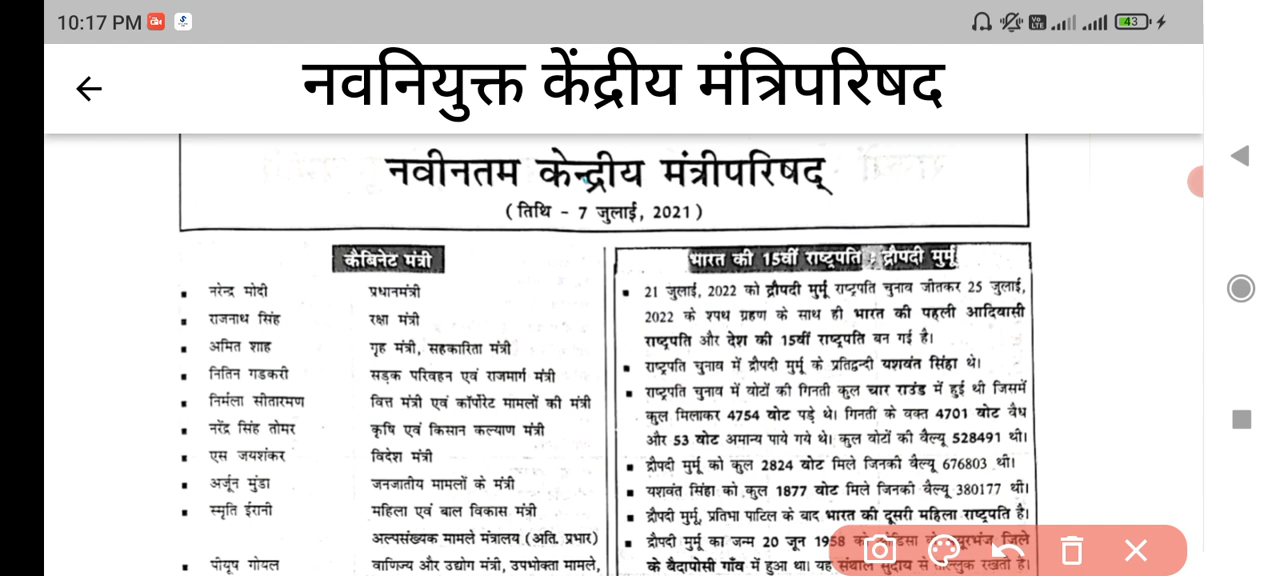 10:17 PM
43
नवनियुक्त केंद्रीय मंत्रिपरिषद
नवीनतम केन्द्रीय मंत्रीपरिषद्
(तिथि - 7 जुलाई, 2021)
कैबिनेट मंत्री
नरेन्द्र मोदी प्रधानमंत्री
राजनाथ सिंह रक्षा मंत्री
अमित शाह गृह मंत्री, सहकारिता मंत्री
नितिन गडकरी सड़क परिवहन एवं राजमार्ग मंत्री
निर्मला सीतारमण वित्त मंत्री एवं कॉर्पोरेट मामलों की मंत्री
नरेंद्र सिंह तोमर कृषि एवं किसान कल्याण मंत्री
एस जयशंकर विदेश मंत्री
अर्जून मुंडा जनजातीय मामलों के मंत्री
स्मृति ईरानी महिला एवं बाल विकास मंत्री
अल्पसंख्यक मामले मंत्रालय (अति. प्रभार)
पीयूष गोयल वाणिज्य और उद्योग मंत्री, उपभोक्ता मामले,
भारत की 15वीं राष्ट्रपति : द्रौपदी मुर्मू
21 जुलाई, 2022 को द्रौपदी मुर्मू राष्ट्रपति चुनाव जीतकर 25 जुलाई,
2022 के श्पथ ग्रहण के साथ ही भारत की पहली आदिवासी
राष्ट्रपति और देश की 15वीं राष्ट्रपति बन गई है।
राष्ट्रपति चुनाव में द्रौपदी मुर्मू के प्रतिद्वन्दी यशवंत सिंहा थे।
राष्ट्रपति चुनाव में वोटों की गिनती कुल चार राउंड में हुई थी जिसमें
कुल मिलाकर 4754 वोट पड़े थे। गिनती के वक्त 4701 वोट वैध
और 53 वोट अमान्य पाये गये थे। कुल वोटों की वैल्यू 528491 थी।
द्रौपदी मुर्मू को कुल 2824 वोट मिले जिनकी वैल्यू 676803 थी।
यशवंत सिंहा को कुल 1877 वोट मिले जिनकी वैल्यू 380177 थी।
द्रौपदी मुर्मू, प्रतिभा पाटिल के बाद भारत की दूसरी महिला राष्ट्रपति है।
द्रौपदी मुर्मू का जन्म 20 जून 1958 को जिले
के बैदापोसी गाँव में हुआ था। यह संथाल सुदाय से ताल्लुक रखती है।